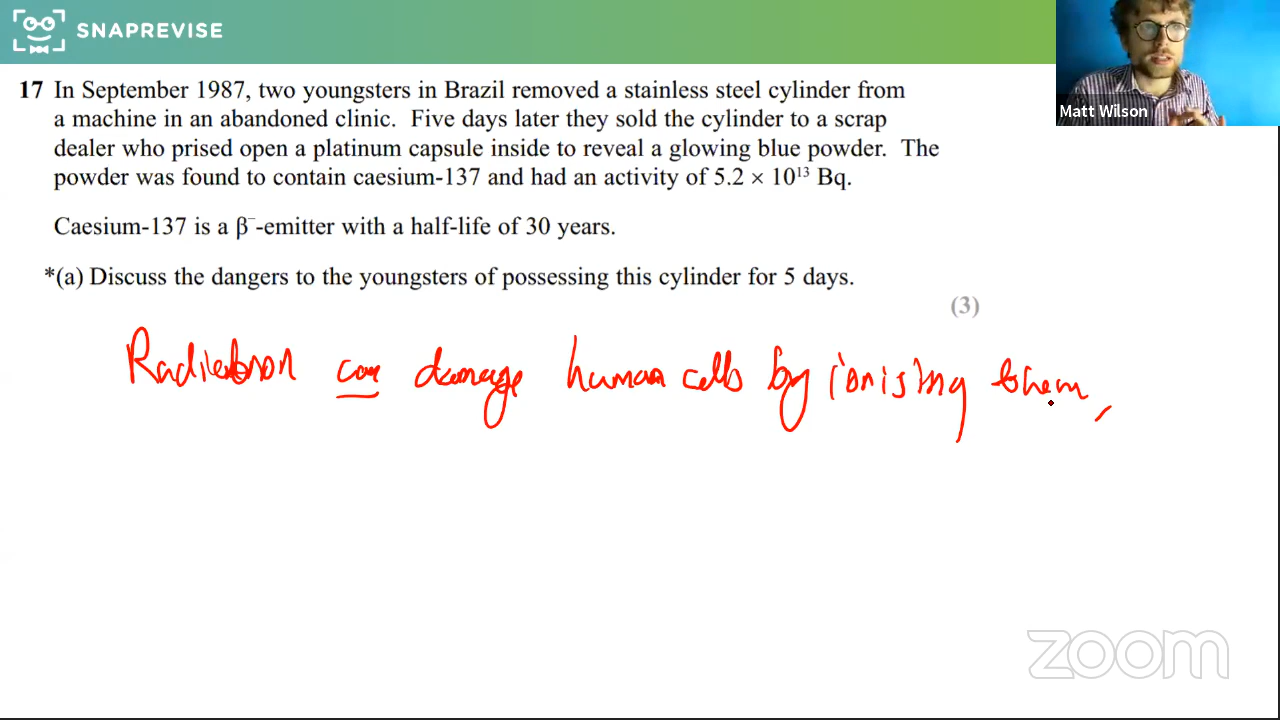 SNAPREVISE
Matt Wilson
17 In September 1987, two youngsters in Brazil removed a stainless steel cylinder from
a machine in an abandoned clinic. Five days later they sold the cylinder to a scrap
dealer who prised open a platinum capsule inside to reveal a glowing blue powder. The
powder was found to contain caesium-137 and had an activity of 5.2 × 10¹³ Bq.
Caesium-137 is a β⁻-emitter with a half-life of 30 years.
*(a) Discuss the dangers to the youngsters of possessing this cylinder for 5 days.
(3)
Radiation can damage human cells by ionising them,
zoom